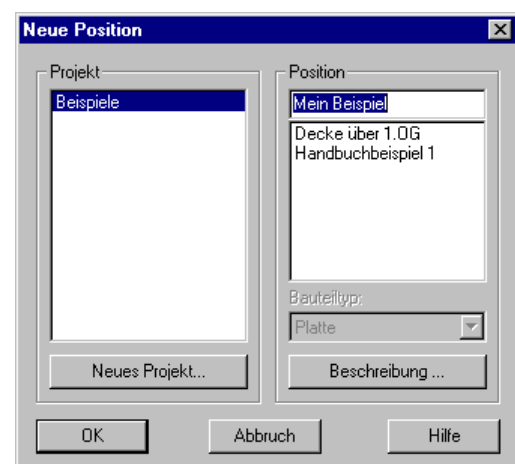 Neue Position
Projekt
Beispiele
Neues Projekt...
Position
Mein Beispiel
Decke über 1.OG
Handbuchbeispiel 1
Bauteiltyp:
Platte
Beschreibung ...
OK
Abbruch
Hilfe